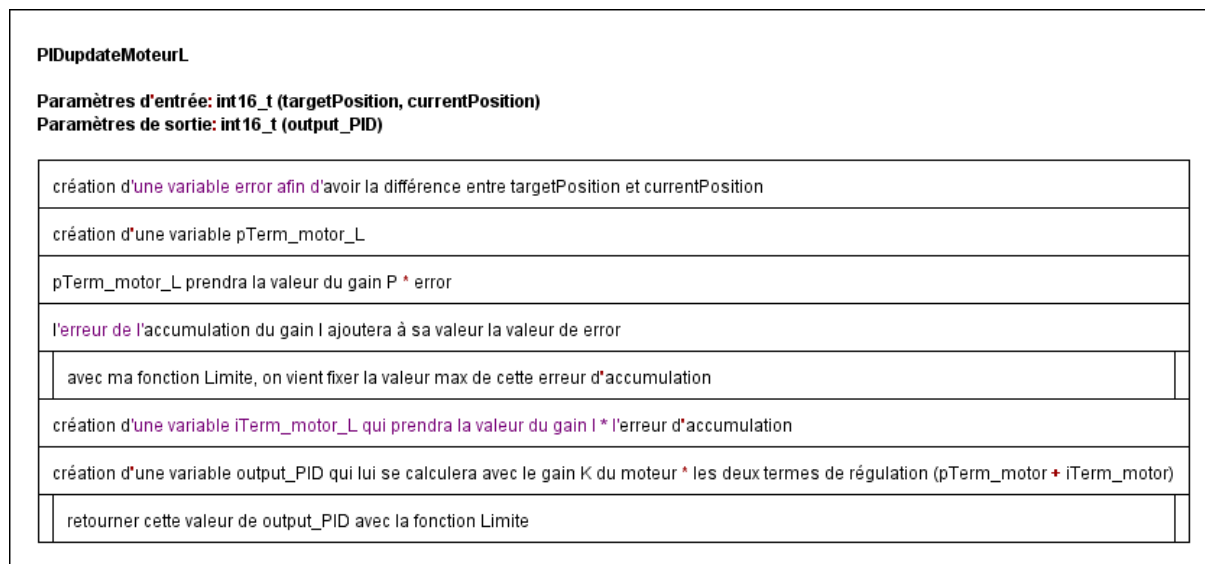 PIDupdateMoteurL
Paramètres d'entrée: int16_t (targetPosition, currentPosition)
Paramètres de sortie: int16_t (output_PID)
création d'une variable error afin d'avoir la différence entre targetPosition et currentPosition
création d'une variable pTerm_motor_L
pTerm_motor_L prendra la valeur du gain P * error
l'erreur de l'accumulation du gain I ajoutera à sa valeur la valeur de error
avec ma fonction Limite, on vient fixer la valeur max de cette erreur d'accumulation
création d'une variable iTerm_motor_L qui prendra la valeur du gain I * l'erreur d'accumulation
création d'une variable output_PID qui lui se calculera avec le gain K du moteur * les deux termes de régulation (pTerm_motor + iTerm_motor)
retourner cette valeur de output_PID avec la fonction Limite